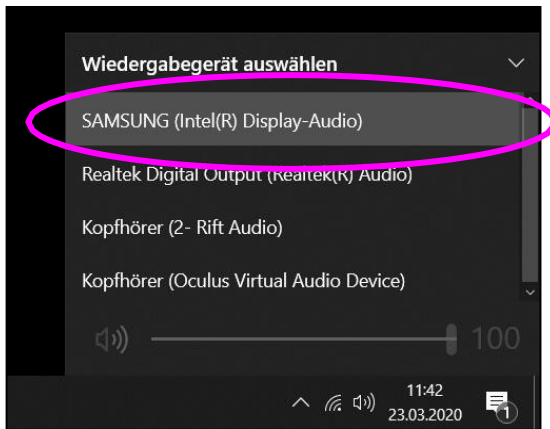 Wiedergabegerät auswählen
SAMSUNG (Intel(R) Display-Audio)
Realtek Digital Output (Realtek(R) Audio)
Kopfhörer (2- Rift Audio)
Kopfhörer (Oculus Virtual Audio Device)
100
11:42
23.03.2020
1